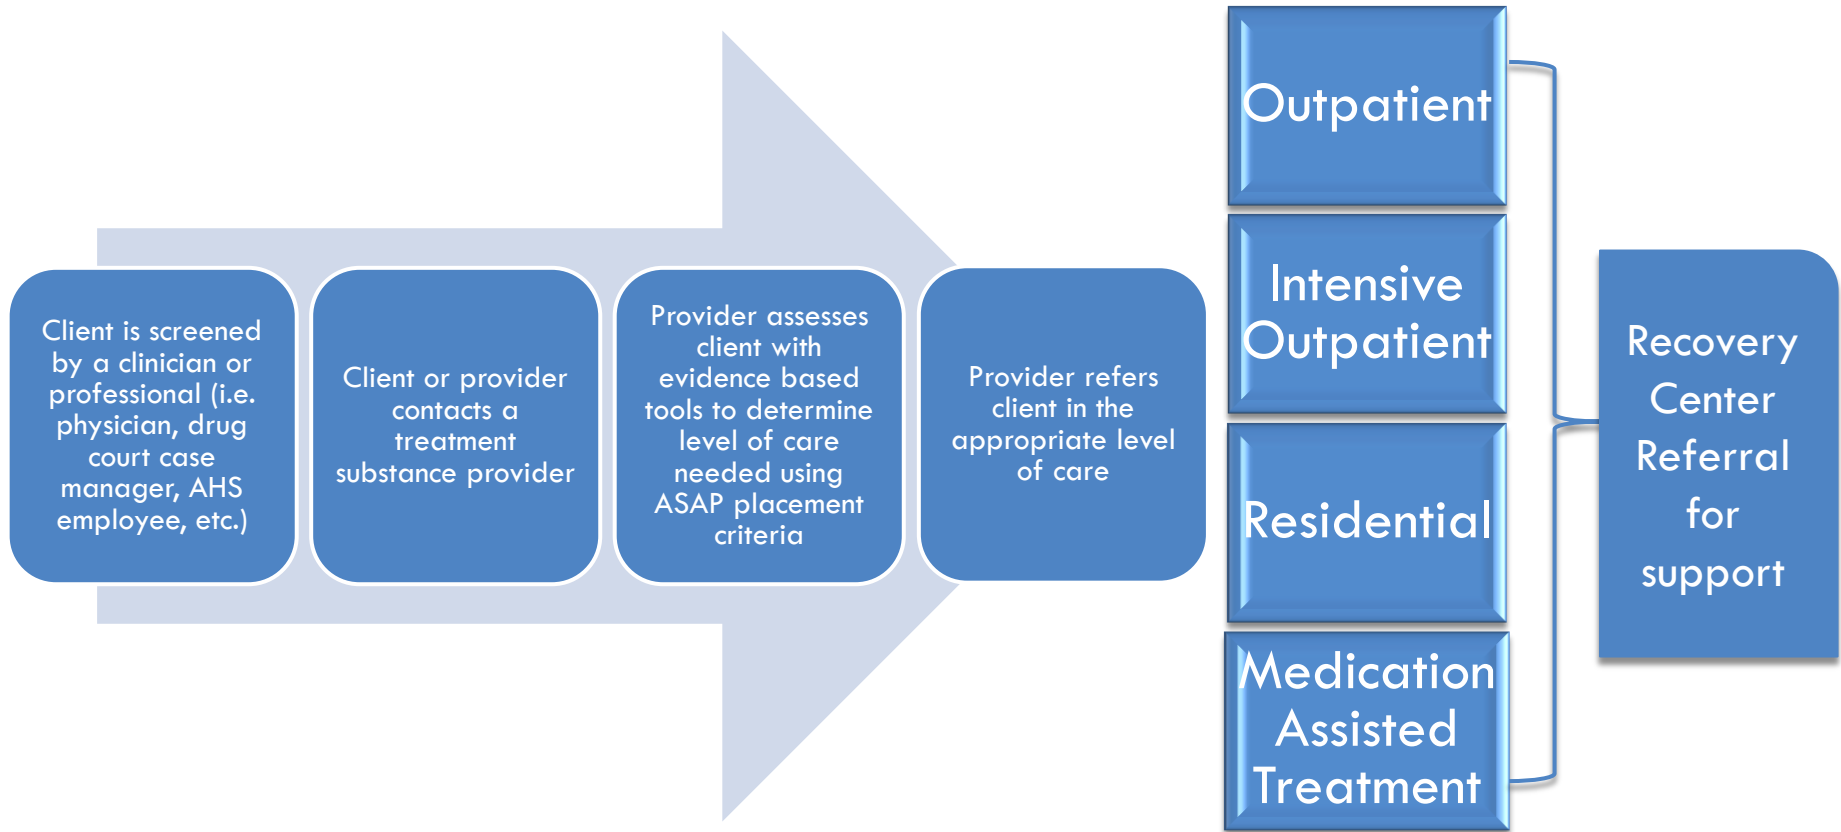 Client is screened
by a clinician or
professional (i.e.
physician, drug
court case
manager, AHS
employee, etc.)
Client or provider
contacts a
treatment
substance provider
Provider assesses
client with
evidence based
tools to determine
level of care
needed using
ASAP placement
criteria
Provider refers
client in the
appropriate level
of care
Outpatient
Intensive
Outpatient
Residential
Medication
Assisted
Treatment
Recovery
Center
Referral
for
support